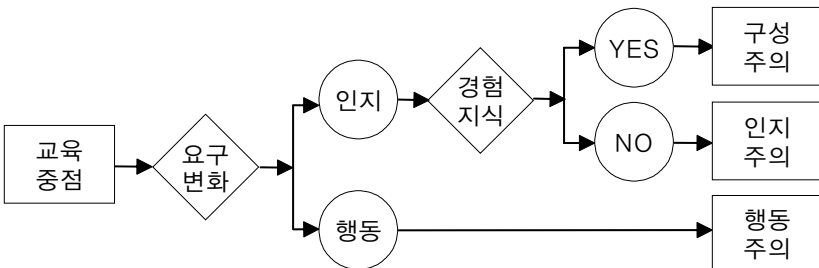 교육
중점
요구
변화
인지
경험
지식
YES
구성
주의
NO
인지
주의
행동
행동
주의